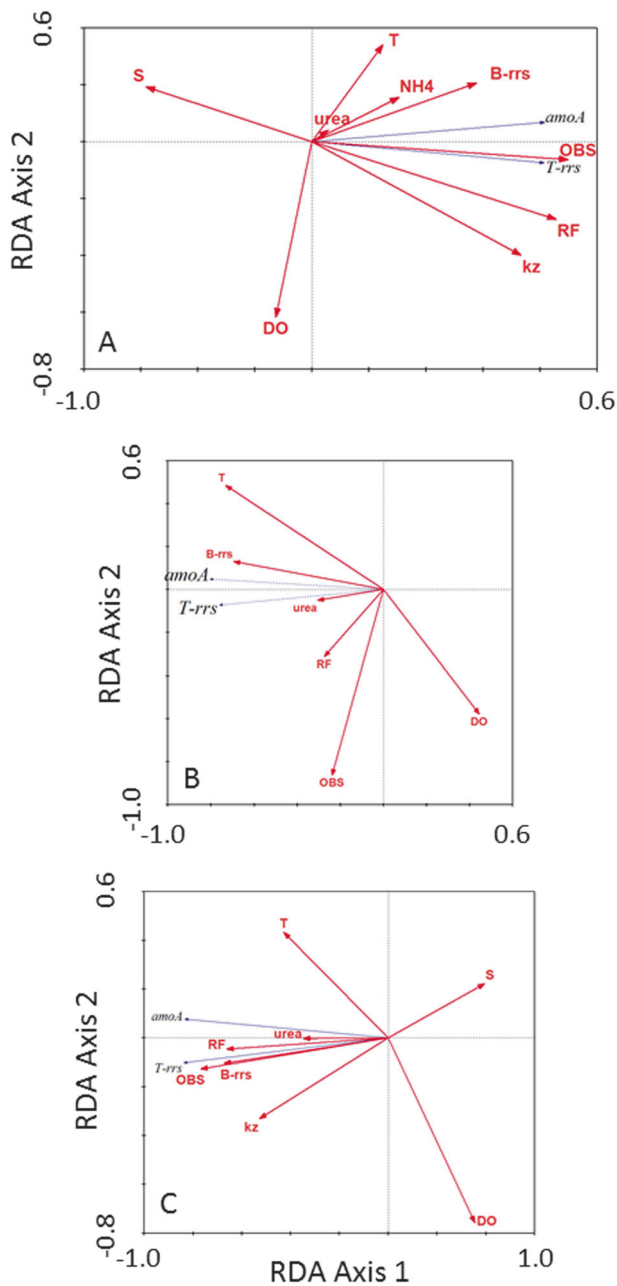 0.6
RDA Axis 2
-0.8
T
S
NH4
B-rrs
urea
amoA
OBS
T-rrs
RF
kz
DO
A
-1.0
0.6
0.6
RDA Axis 2
-1.0
T
B-rrs
amoA
T-rrs
urea
RF
DO
OBS
B
-1.0
0.6
0.6
RDA Axis 2
-0.8
T
S
amoA
urea
RF
T-rrs
OBS
B-rrs
kz
DO
C
-1.0
1.0
RDA Axis 1